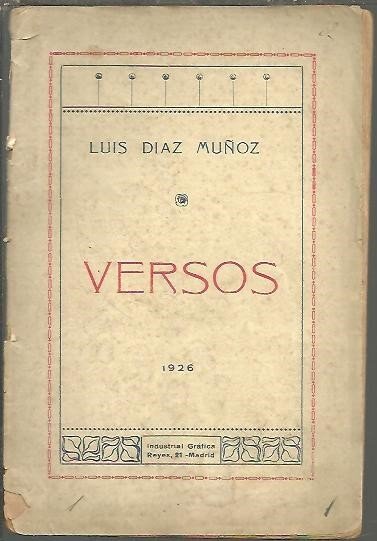 LUIS DIAZ MUÑOZ
VERSOS
1926
Industrial Gráfica
Reyes, 21 -Madrid